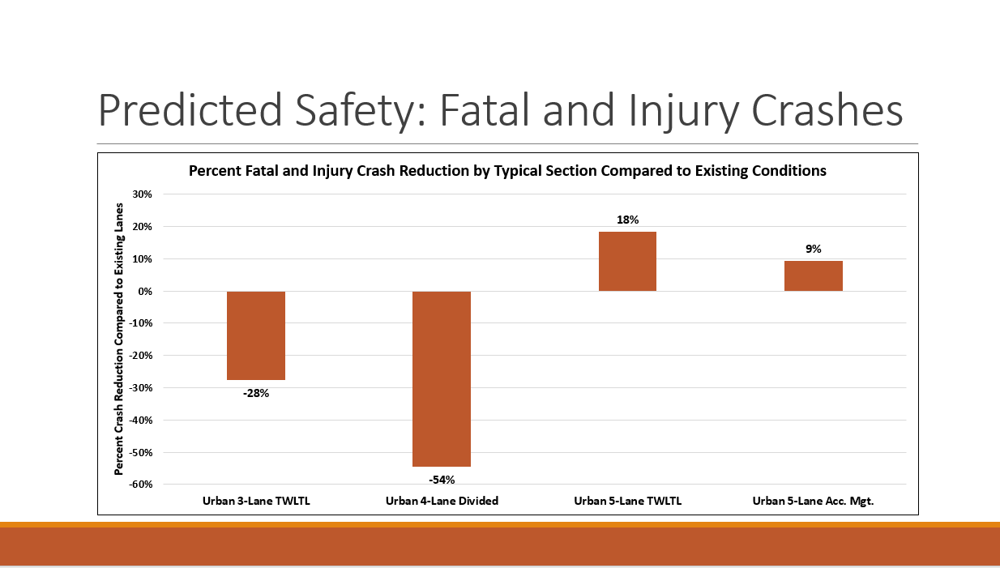 Predicted Safety: Fatal and Injury Crashes
Percent Fatal and Injury Crash Reduction by Typical Section Compared to Existing Conditions
Percent Crash Reduction Compared to Existing Lanes
30%
20%
10%
0%
-10%
-20%
-30%
-40%
-50%
-60%
-28%
-54%
18%
9%
Urban 3-Lane TWLTL
Urban 4-Lane Divided
Urban 5-Lane TWLTL
Urban 5-Lane Acc. Mgt.